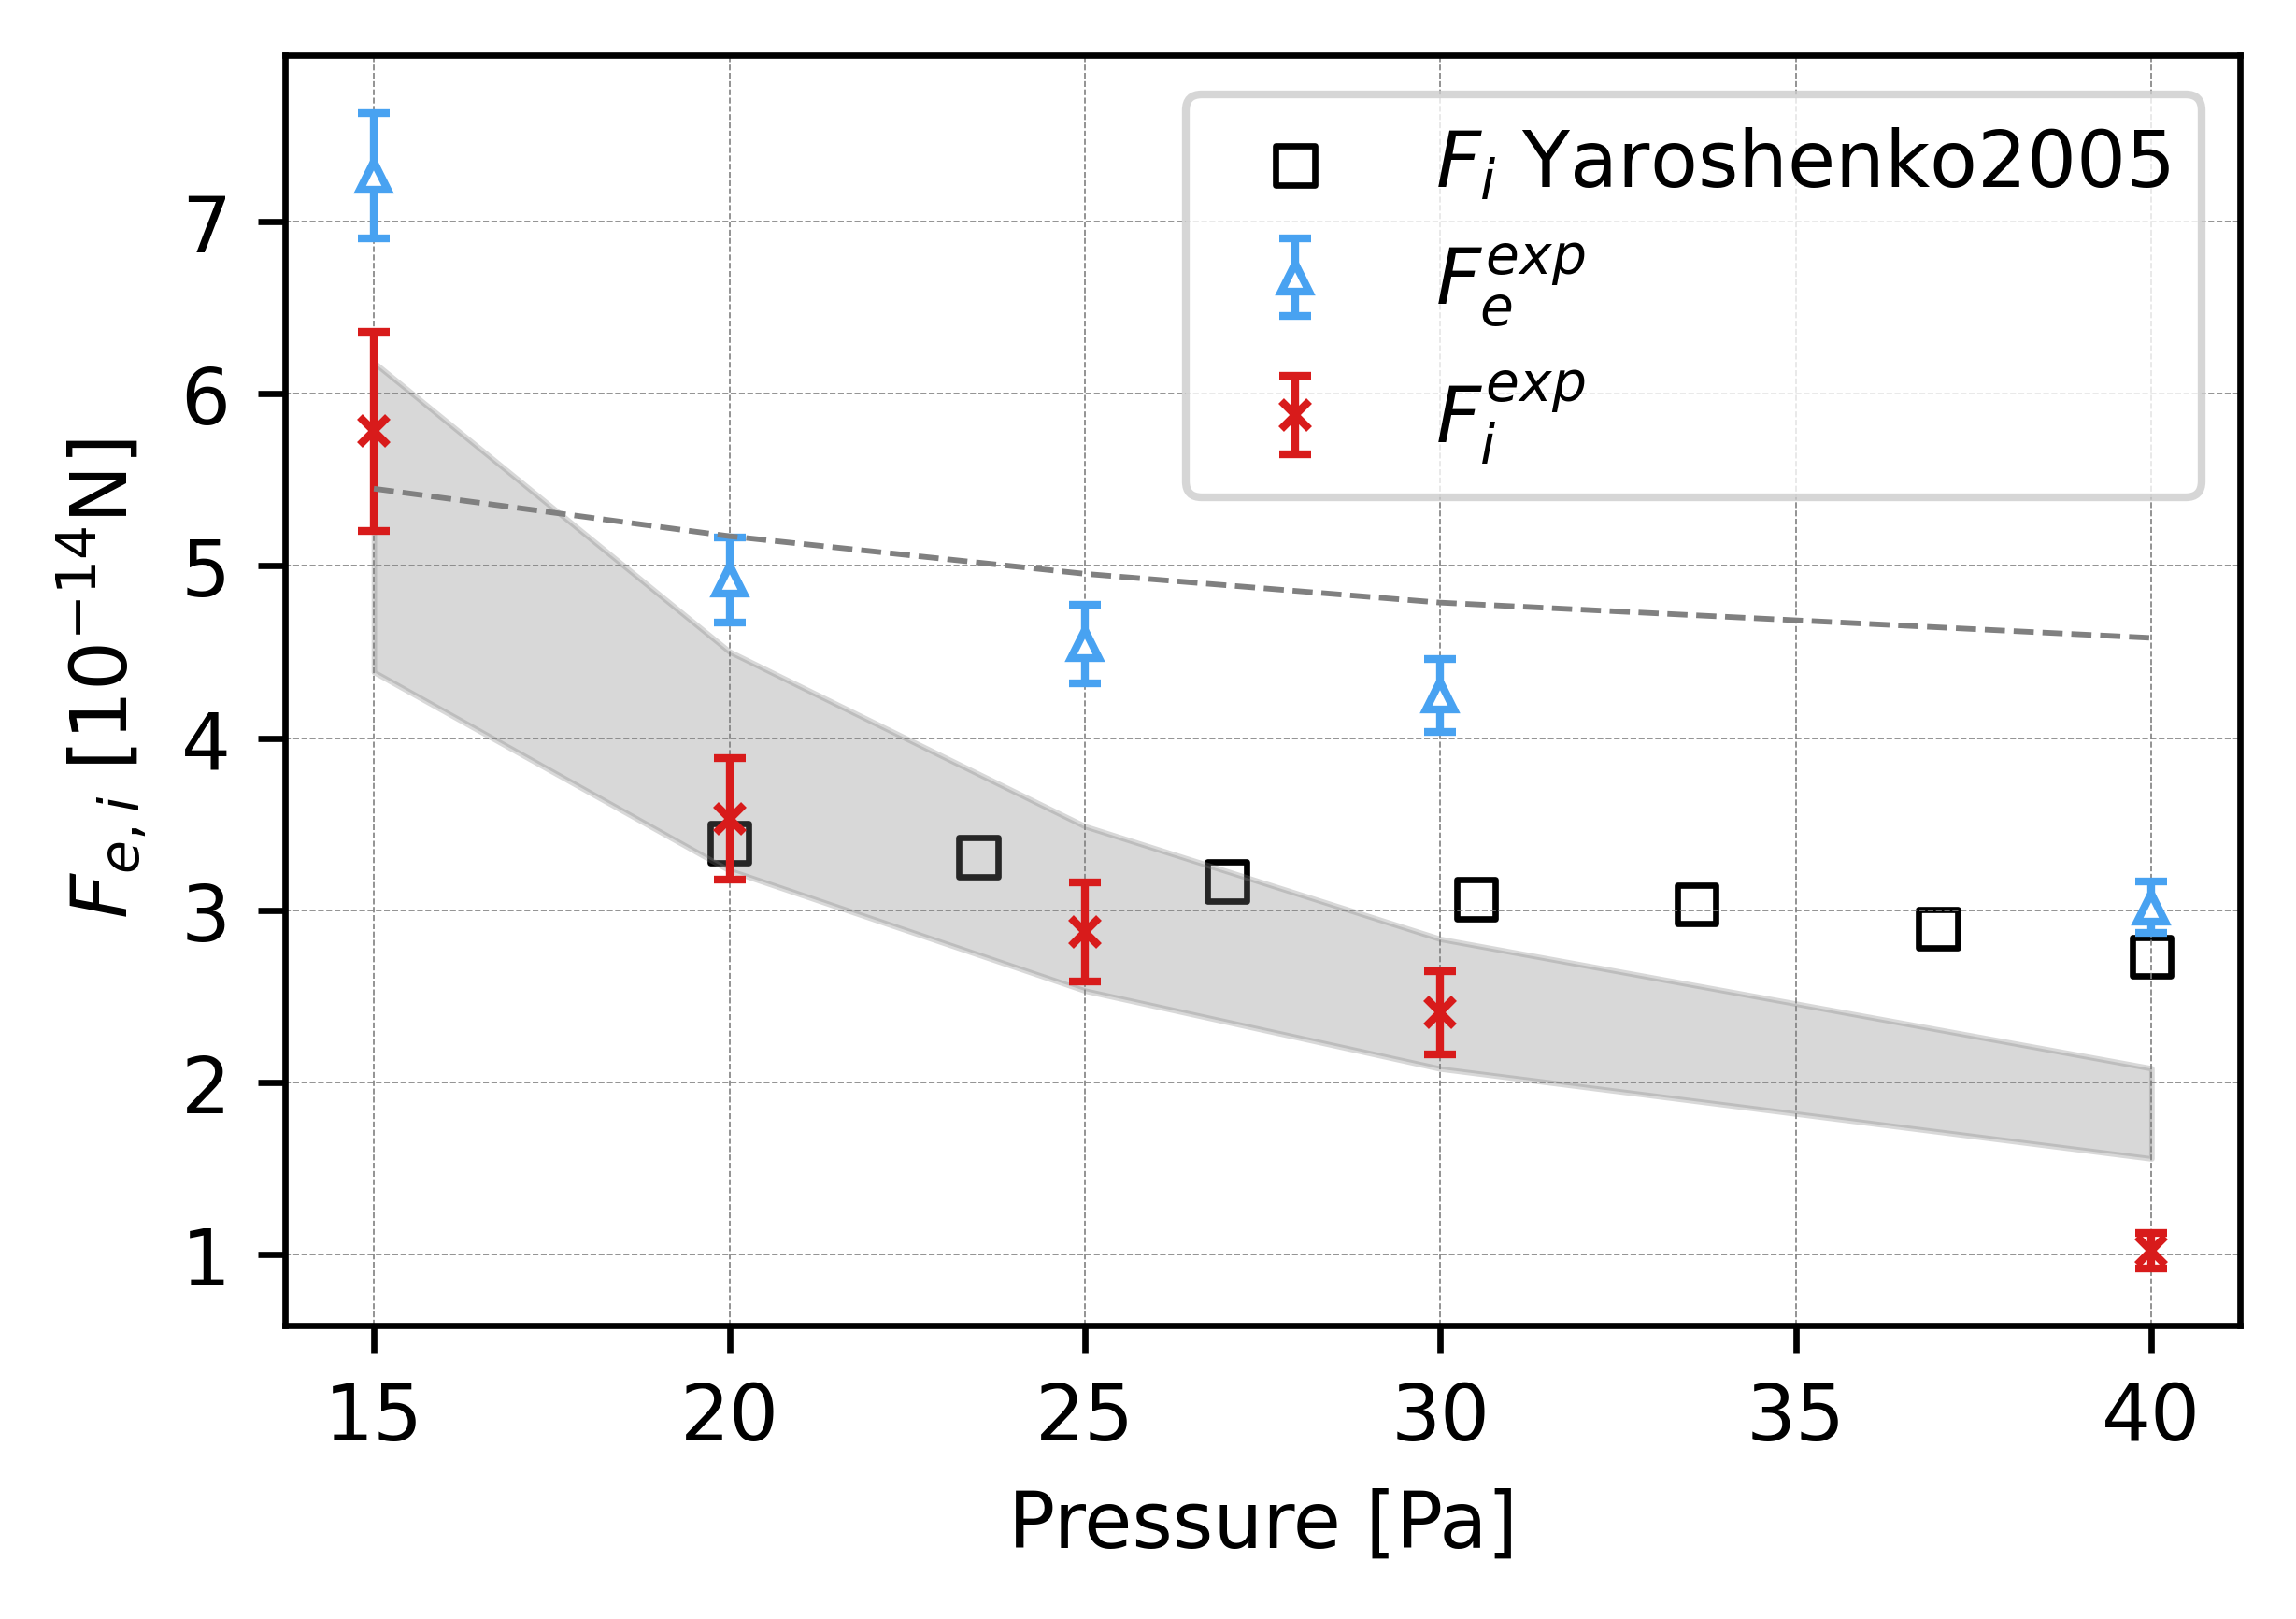 F_{e,i} [10^{-14}N]
7
6
5
4
3
2
1
F_i Yaroshenko2005
F_e^{exp}
F_i^{exp}
15 20 25 30 35 40
Pressure [Pa]